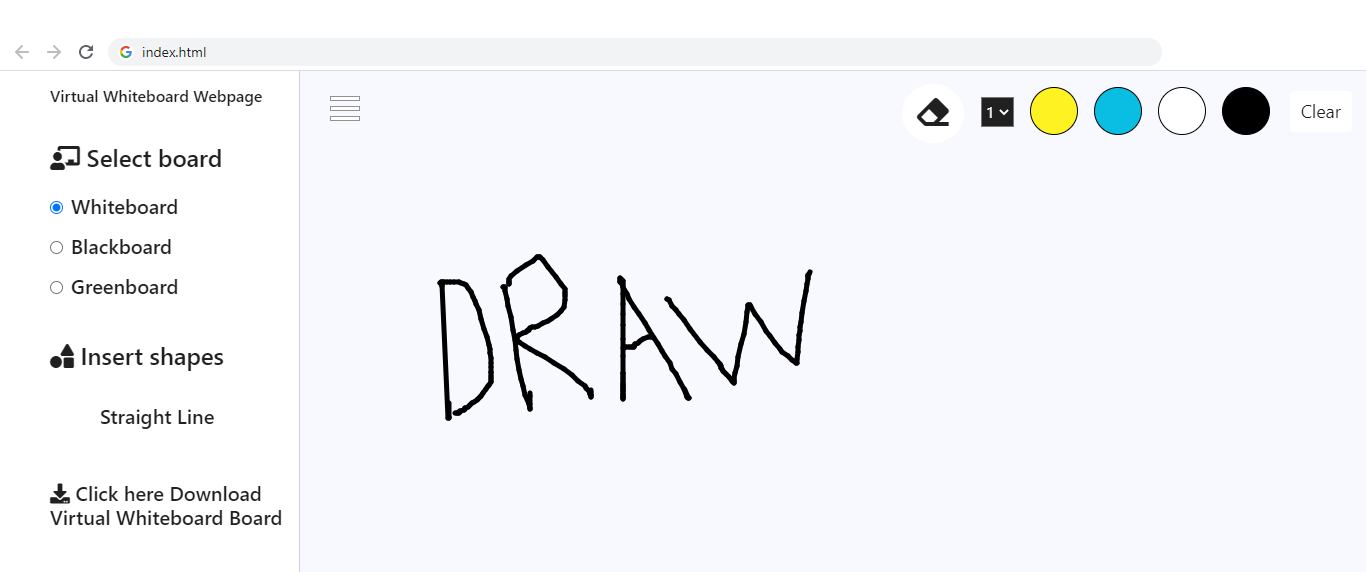 index.html
Virtual Whiteboard Webpage
1
Clear
Select board
Whiteboard
Blackboard
Greenboard
DRAW
Insert shapes
Straight Line
Click here Download
Virtual Whiteboard Board